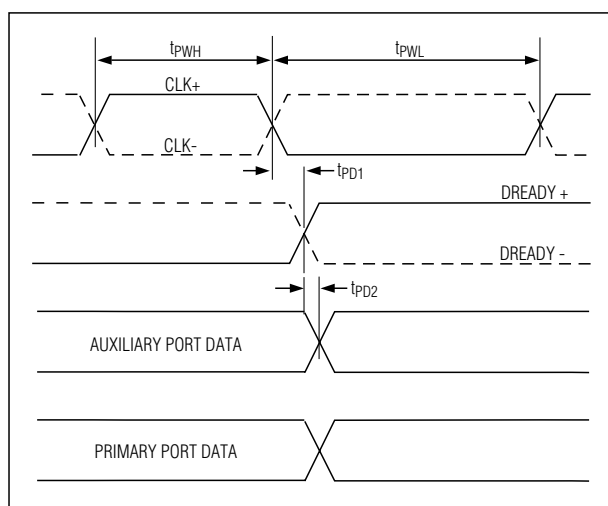 tPWH
tPWL
CLK+
CLK-
tPD1
DREADY +
DREADY -
tPD2
AUXILIARY PORT DATA
PRIMARY PORT DATA